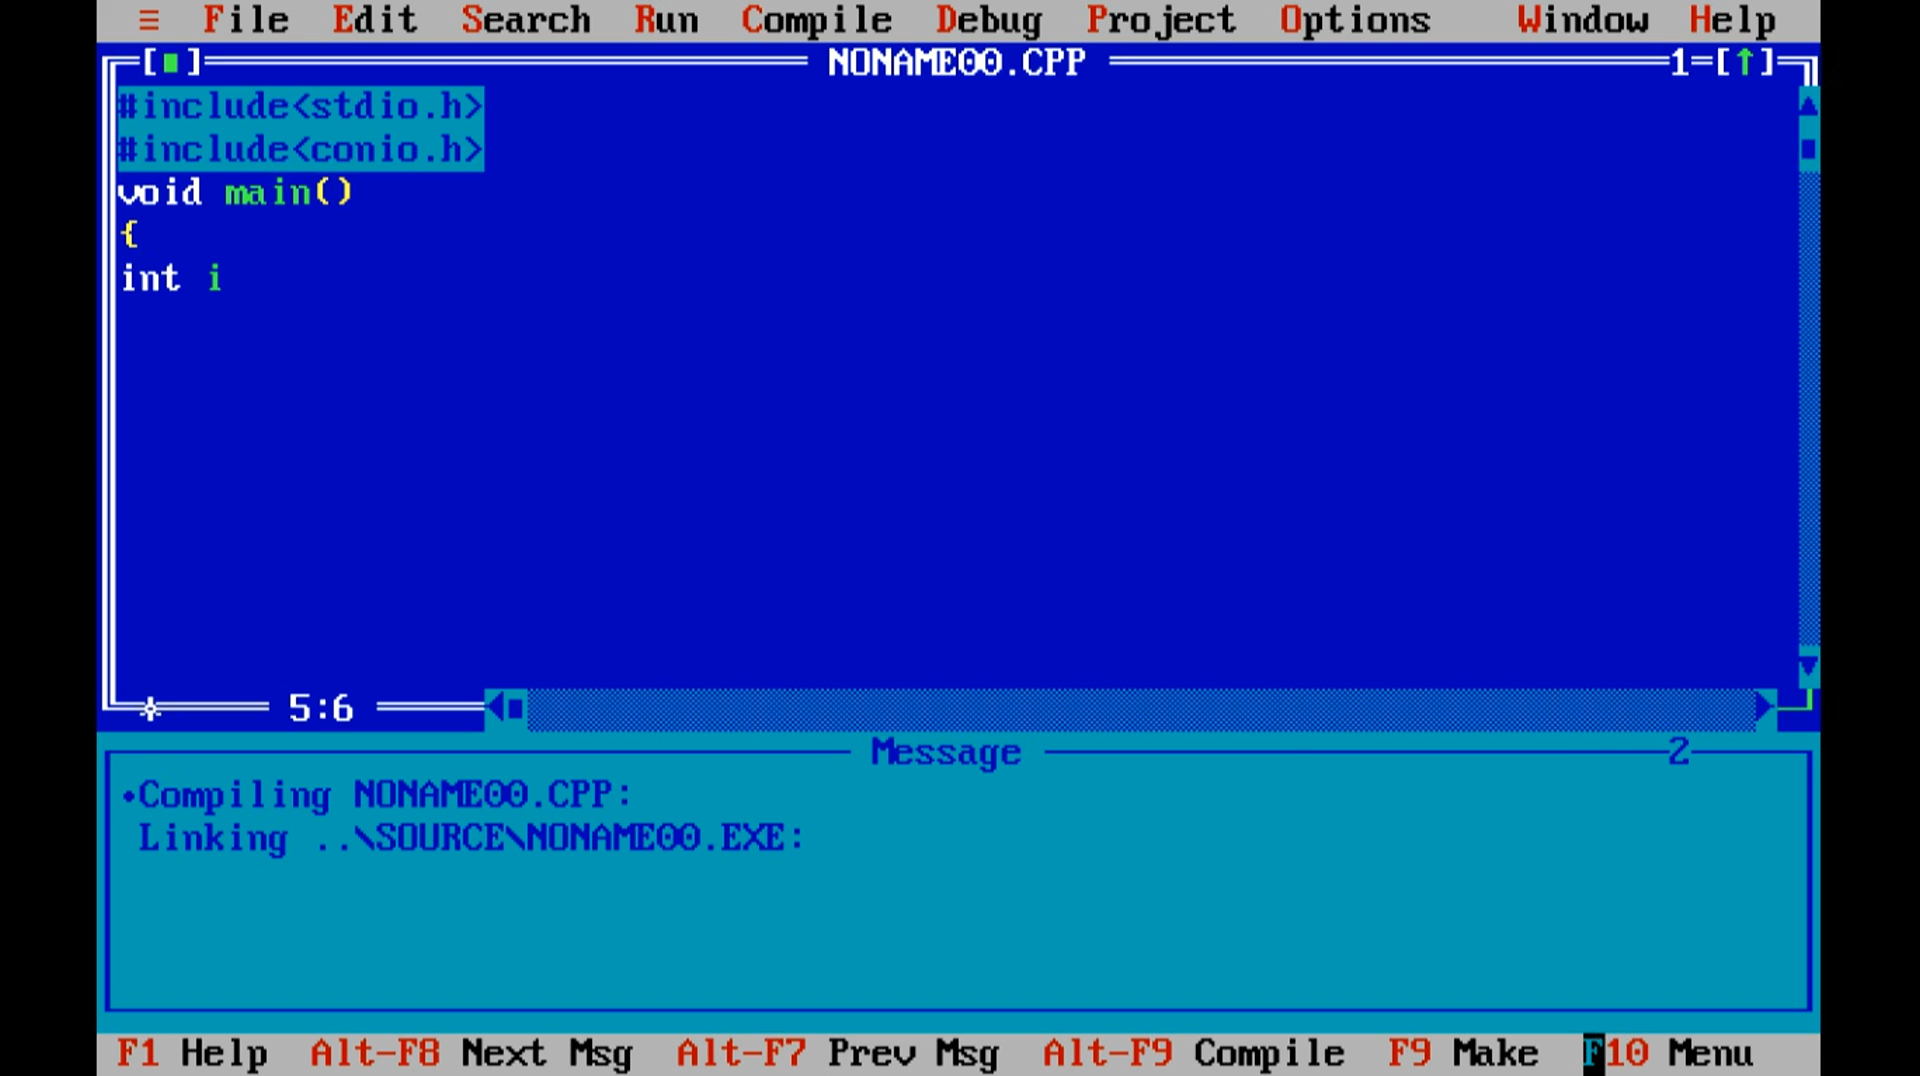 ≡ File Edit Search Run Compile Debug Project Options Window Help
[■] NONAME00.CPP 1=[↑]
#include<stdio.h>
#include<conio.h>
void main()
{
int i
5:6
Message 2
•Compiling NONAME00.CPP:
Linking ..\SOURCE\NONAME00.EXE:
F1 Help Alt-F8 Next Msg Alt-F7 Prev Msg Alt-F9 Compile F9 Make F10 Menu